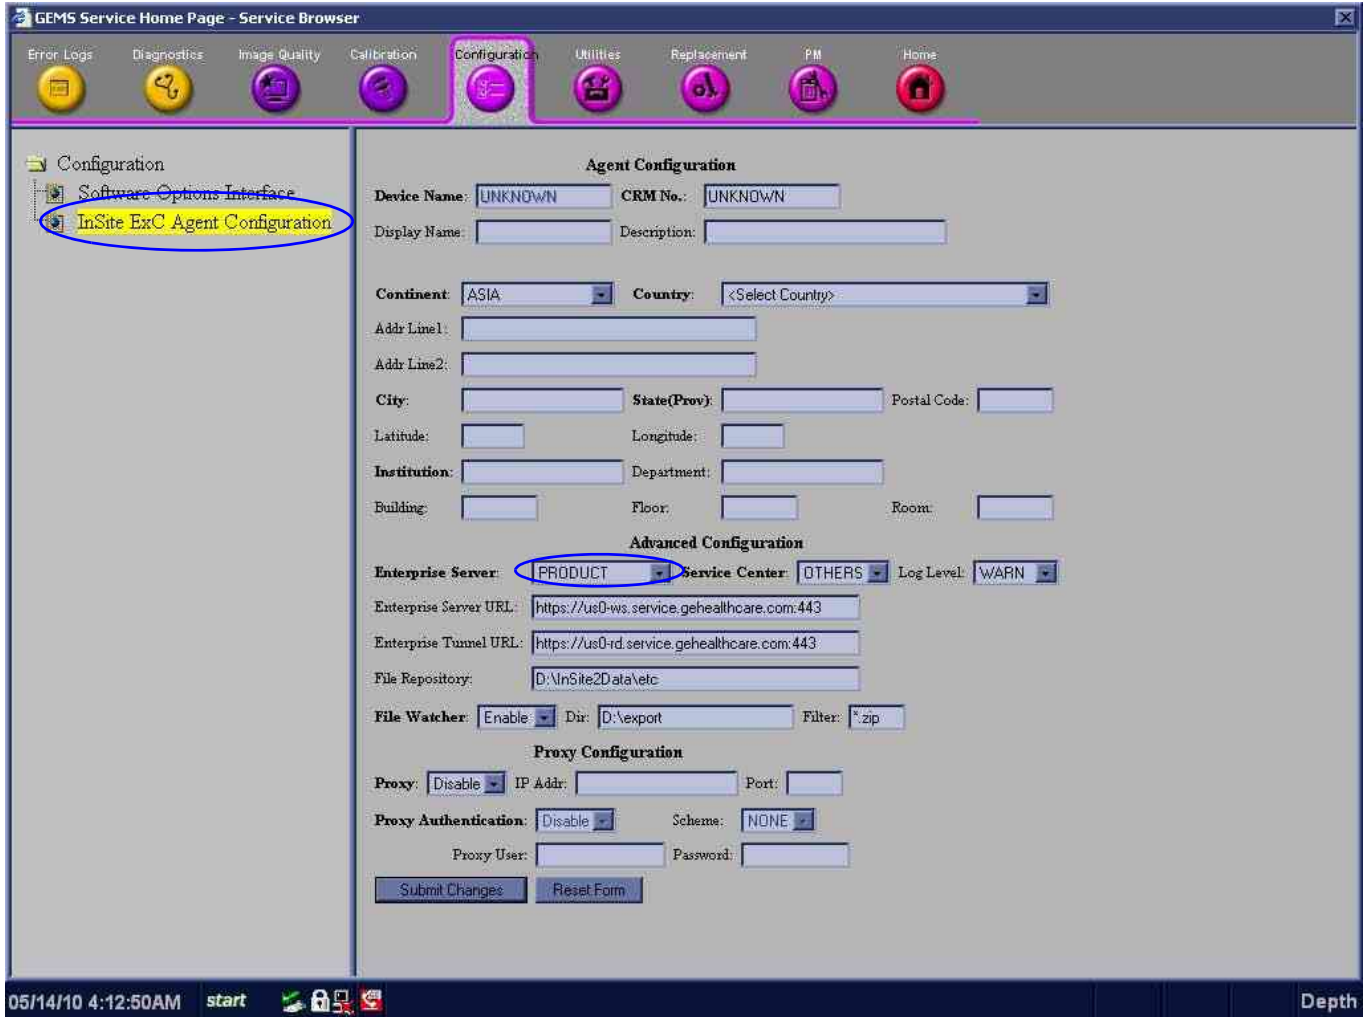 GEMS Service Home Page - Service Browser
Error Logs Diagnostics Image Quality Calibration Configuration Utilities Replacement PM Home
Configuration
Software Options Interface
InSite ExC Agent Configuration
Agent Configuration
Device Name: UNKNOWN CRM No.: UNKNOWN
Display Name: Description:
Continent: ASIA Country: <Select Country>
Addr Line1:
Addr Line2:
City: State(Prov): Postal Code:
Latitude: Longitude:
Institution: Department:
Building: Floor: Room:
Advanced Configuration
Enterprise Server: PRODUCT Service Center: OTHERS Log Level: WARN
Enterprise Server URL: https://us0-ws.service.gehealthcare.com:443
Enterprise Tunnel URL: https://us0-rd.service.gehealthcare.com:443
File Repository: D:\InSite2Data\etc
File Watcher: Enable Dir: D:\export Filter: *.zip
Proxy Configuration
Proxy: Disable IP Addr: Port:
Proxy Authentication: Disable Scheme: NONE
Proxy User: Password:
Submit Changes Reset Form
05/14/10 4:12:50AM start Depth